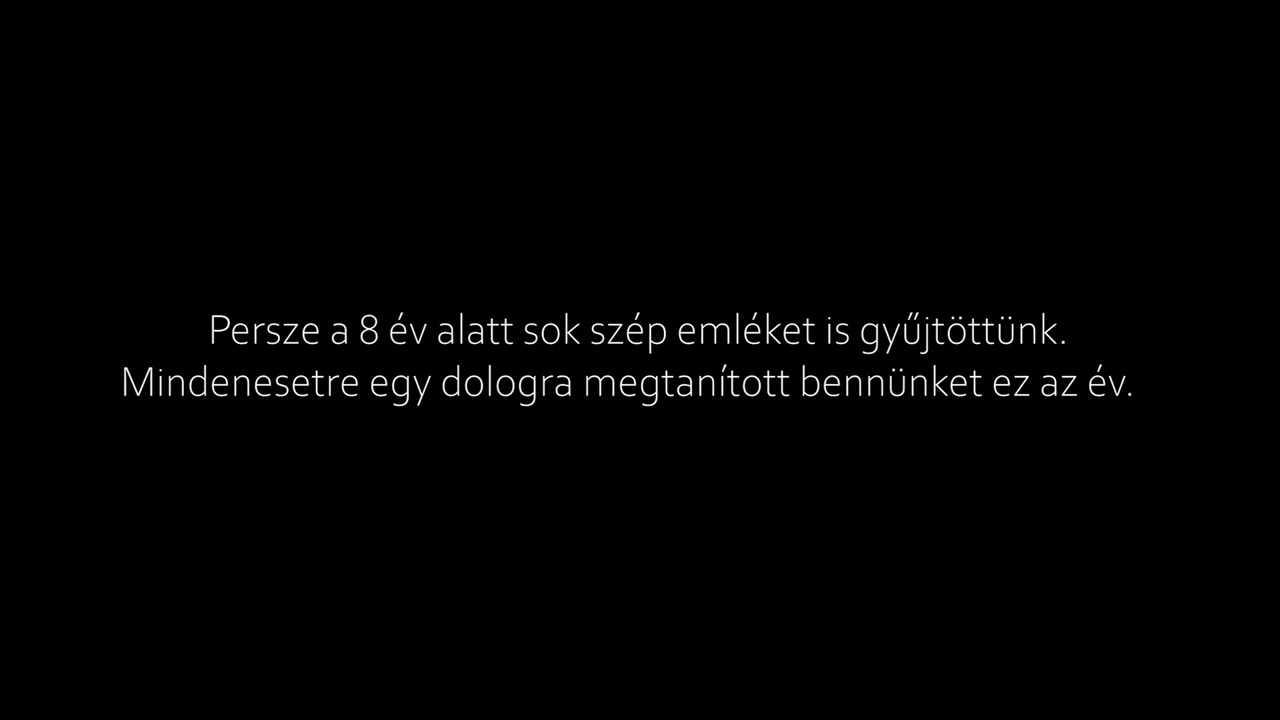 Persze a 8 év alatt sok szép emléket is gyűjtöttünk.
Mindenesetre egy dologra megtanított bennünket ez az év.